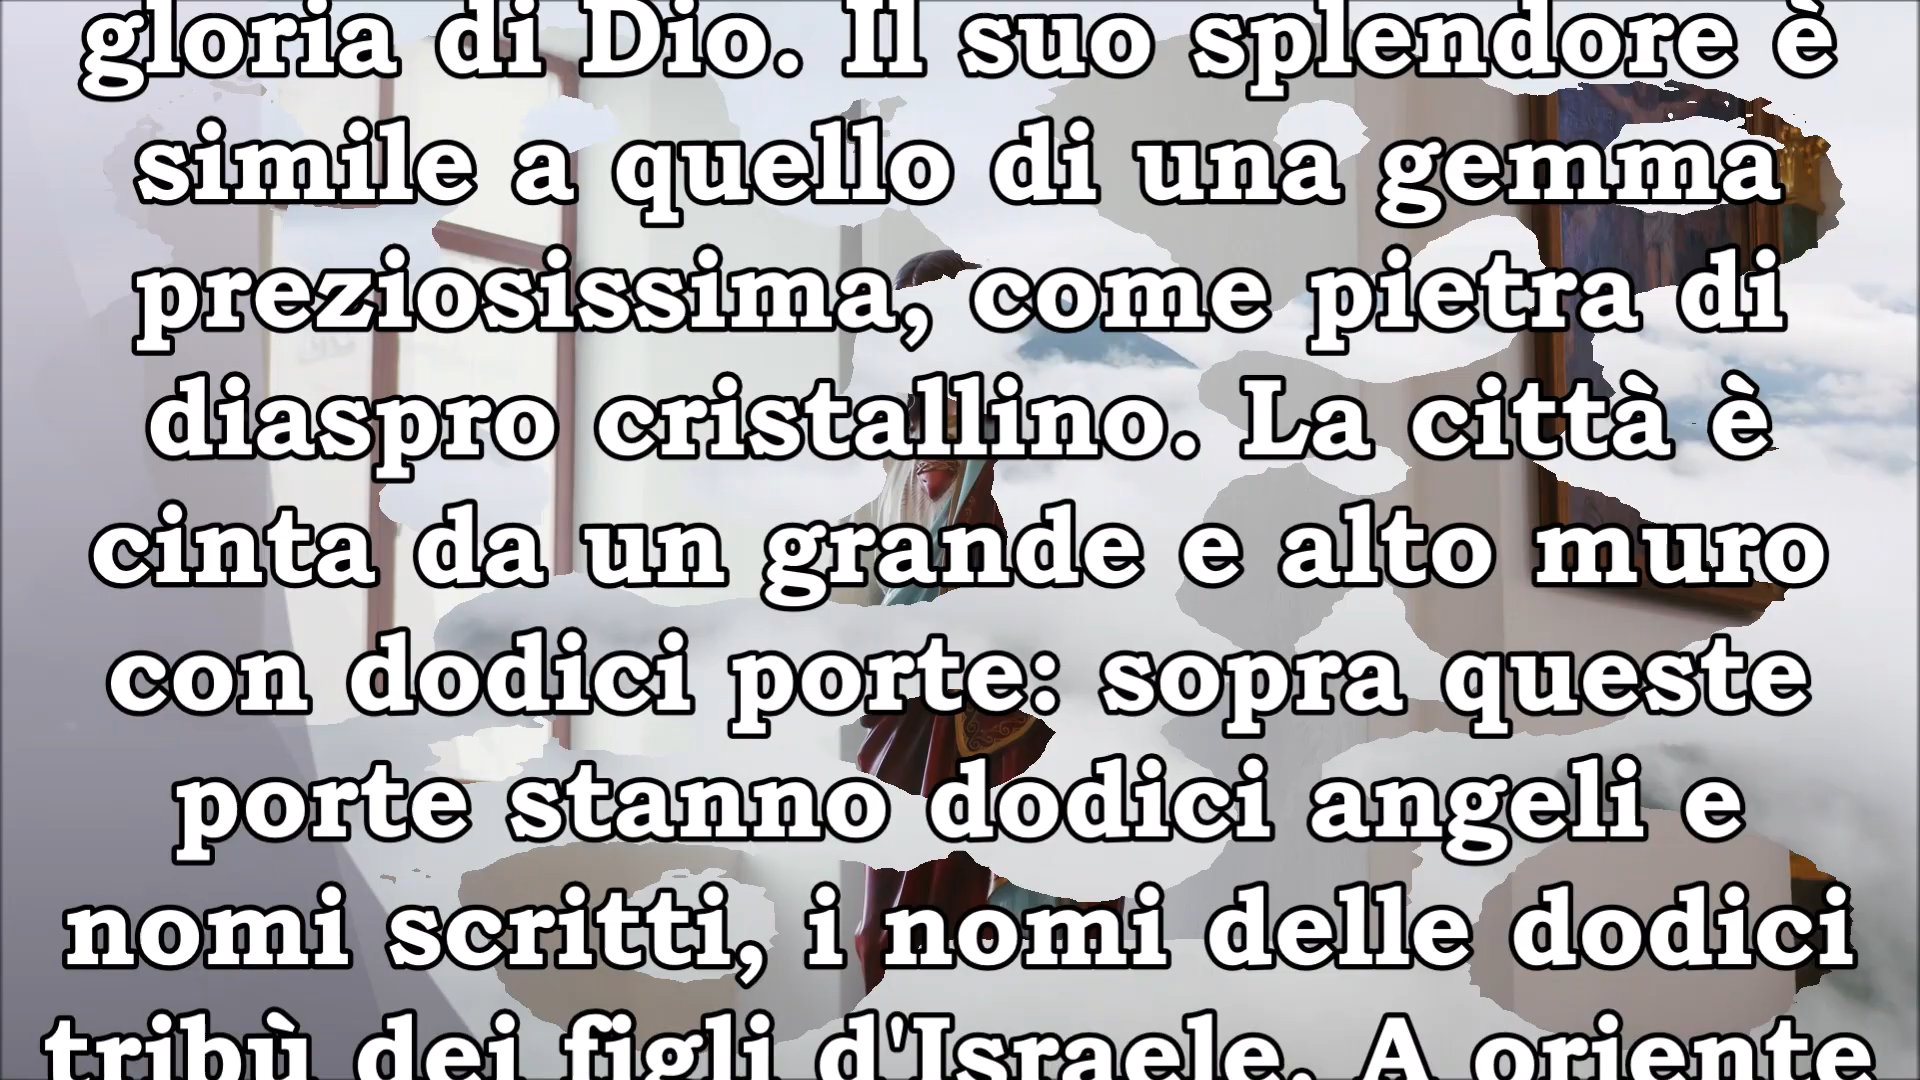 gloria di Dio. Il suo splendore è
simile a quello di una gemma
preziosissima, come pietra di
diaspro cristallino. La città è
cinta da un grande e alto muro
con dodici porte: sopra queste
porte stanno dodici angeli e
nomi scritti, i nomi delle dodici
tribù dei figli d'Israele. A oriente